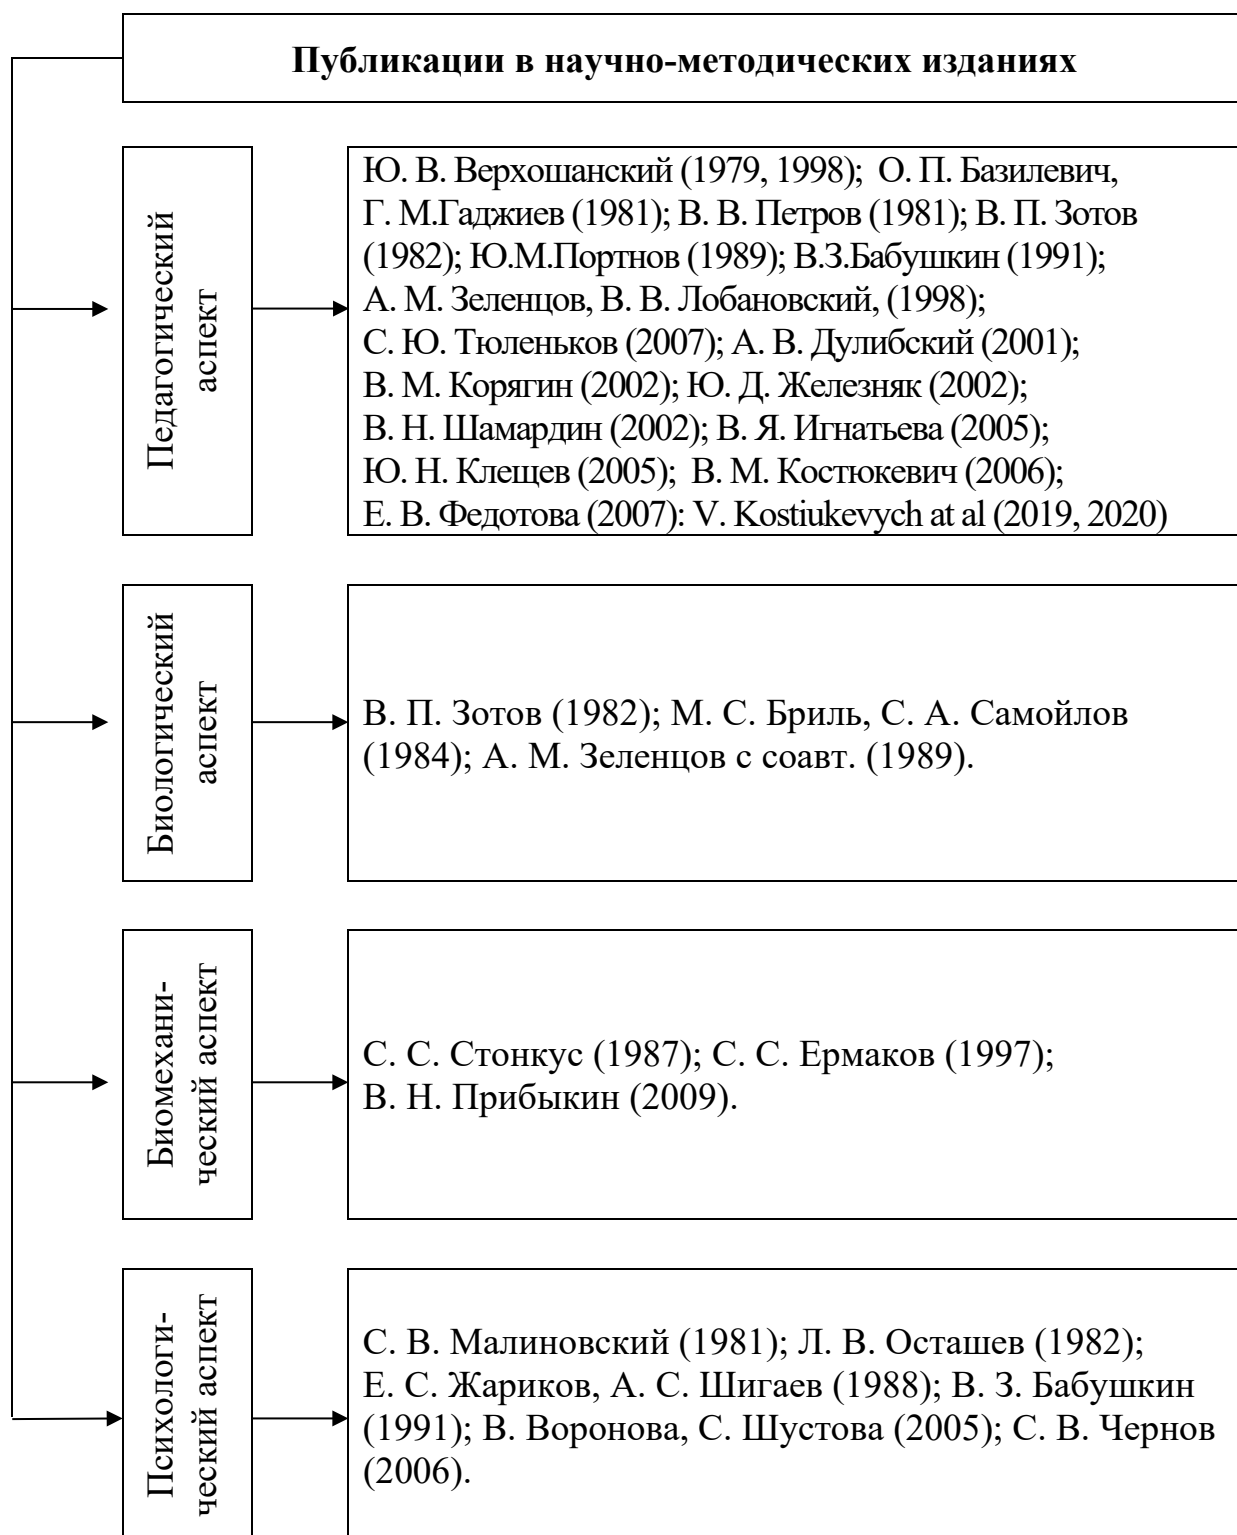 Публикации в научно-методических изданиях
Педагогический
аспект
Ю. В. Верхошанский (1979, 1998); О. П. Базилевич,
Г. М.Гаджиев (1981); В. В. Петров (1981); В. П. Зотов
(1982); Ю.М.Портнов (1989); В.З.Бабушкин (1991);
А. М. Зеленцов, В. В. Лобановский, (1998);
С. Ю. Тюленьков (2007); А. В. Дулибский (2001);
В. М. Корягин (2002); Ю. Д. Железняк (2002);
В. Н. Шамардин (2002); В. Я. Игнатьева (2005);
Ю. Н. Клещев (2005); В. М. Костюкевич (2006);
Е. В. Федотова (2007): V. Kostiukevych at al (2019, 2020)
Биологический
аспект
В. П. Зотов (1982); М. С. Бриль, С. А. Самойлов
(1984); А. М. Зеленцов с соавт. (1989).
Биомехани-
ческий аспект
С. С. Стонкус (1987); С. С. Ермаков (1997);
В. Н. Прибыкин (2009).
Психологи-
ческий аспект
С. В. Малиновский (1981); Л. В. Осташев (1982);
Е. С. Жариков, А. С. Шигаев (1988); В. З. Бабушкин
(1991); В. Воронова, С. Шустова (2005); С. В. Чернов
(2006).